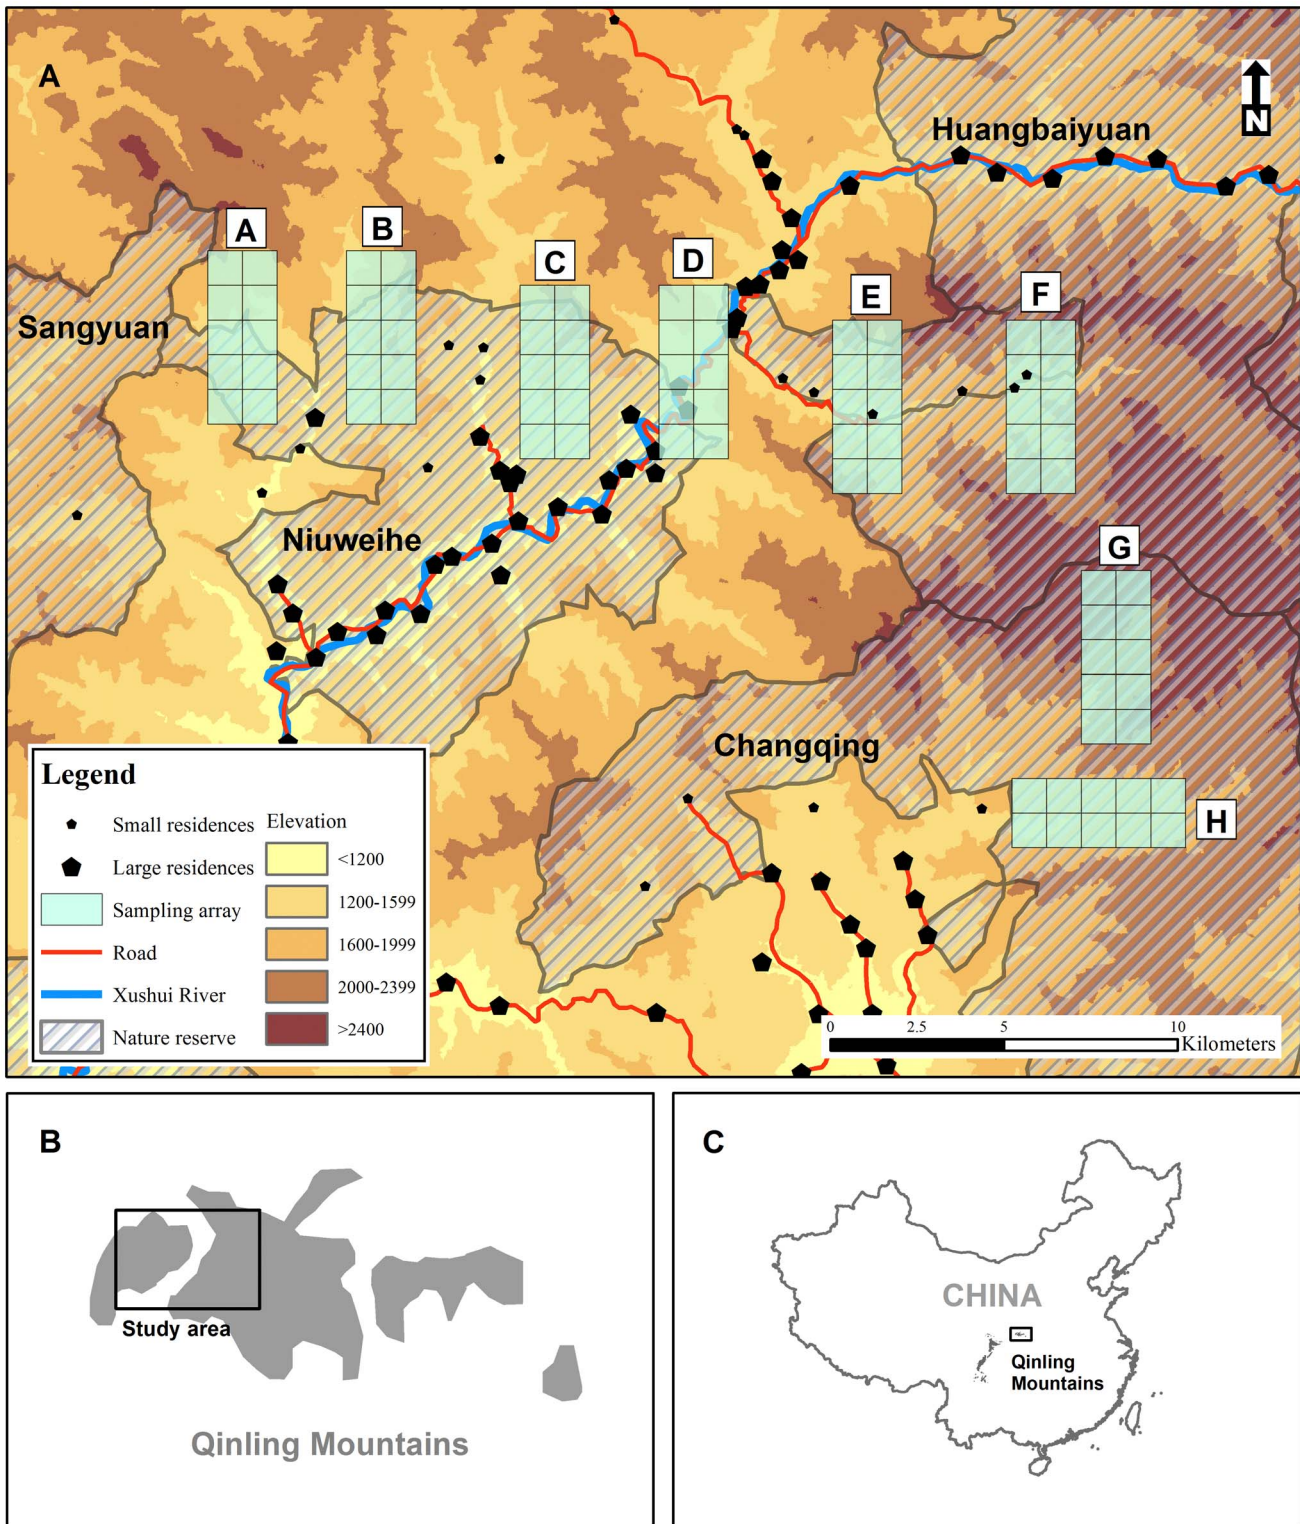 A
N
Huangbaiyuan
A
B
C
D
E
F
Sangyuan
Niuweihe
G
Changqing
H
Legend
Small residences
Large residences
Sampling array
Road
Xushui River
Nature reserve
Elevation
<1200
1200-1599
1600-1999
2000-2399
>2400
0 2.5 5 10
Kilometers
B
Study area
Qinling Mountains
C
CHINA
Qinling
Mountains